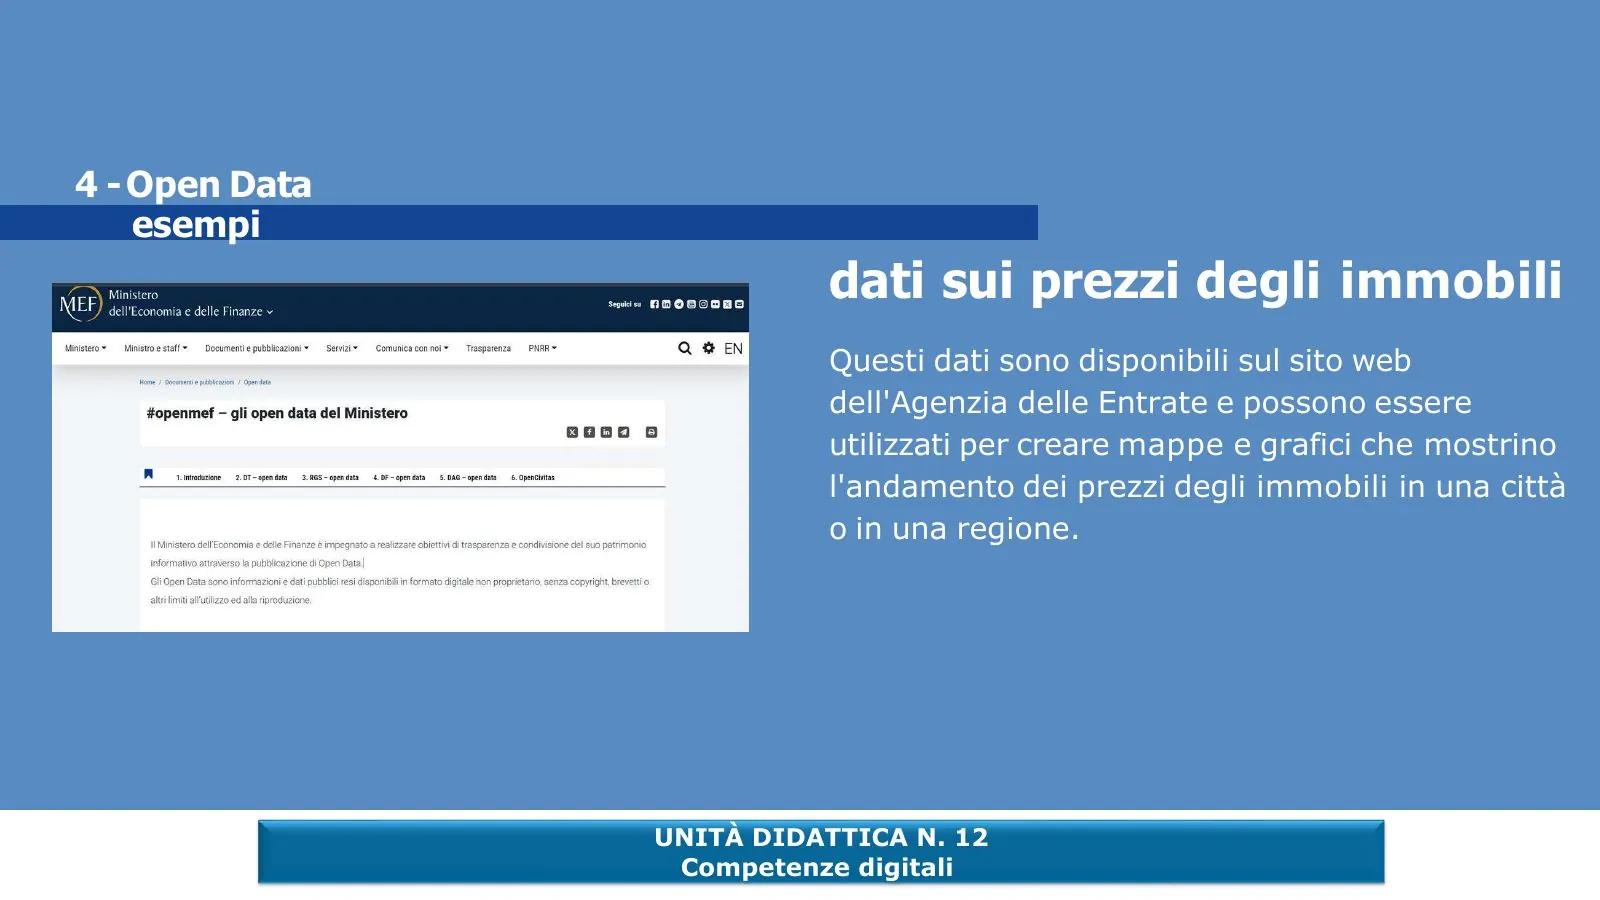 4 - Open Data
esempi
MEF
Ministero
dell'Economia e delle Finanze
Seguici su
Ministero
Ministro e staff
Documenti e pubblicazioni
Servizi
Comunica con noi
Trasparenza
PNRR
EN
Home / Documenti e pubblicazioni / Open data
#openmef – gli open data del Ministero
1. Introduzione
2. DT – open data
3. RGS – open data
4. DF – open data
5. DAG – open data
6. OpenCivitas
Il Ministero dell'Economia e delle Finanze è impegnato a realizzare obiettivi di trasparenza e condivisione del suo patrimonio
informativo attraverso la pubblicazione di Open Data.
Gli Open Data sono informazioni e dati pubblici resi disponibili in formato digitale non proprietario, senza copyright, brevetti o
altri limiti all'utilizzo ed alla riproduzione.
dati sui prezzi degli immobili
Questi dati sono disponibili sul sito web
dell'Agenzia delle Entrate e possono essere
utilizzati per creare mappe e grafici che mostrino
l'andamento dei prezzi degli immobili in una città
o in una regione.
UNITÀ DIDATTICA N. 12
Competenze digitali